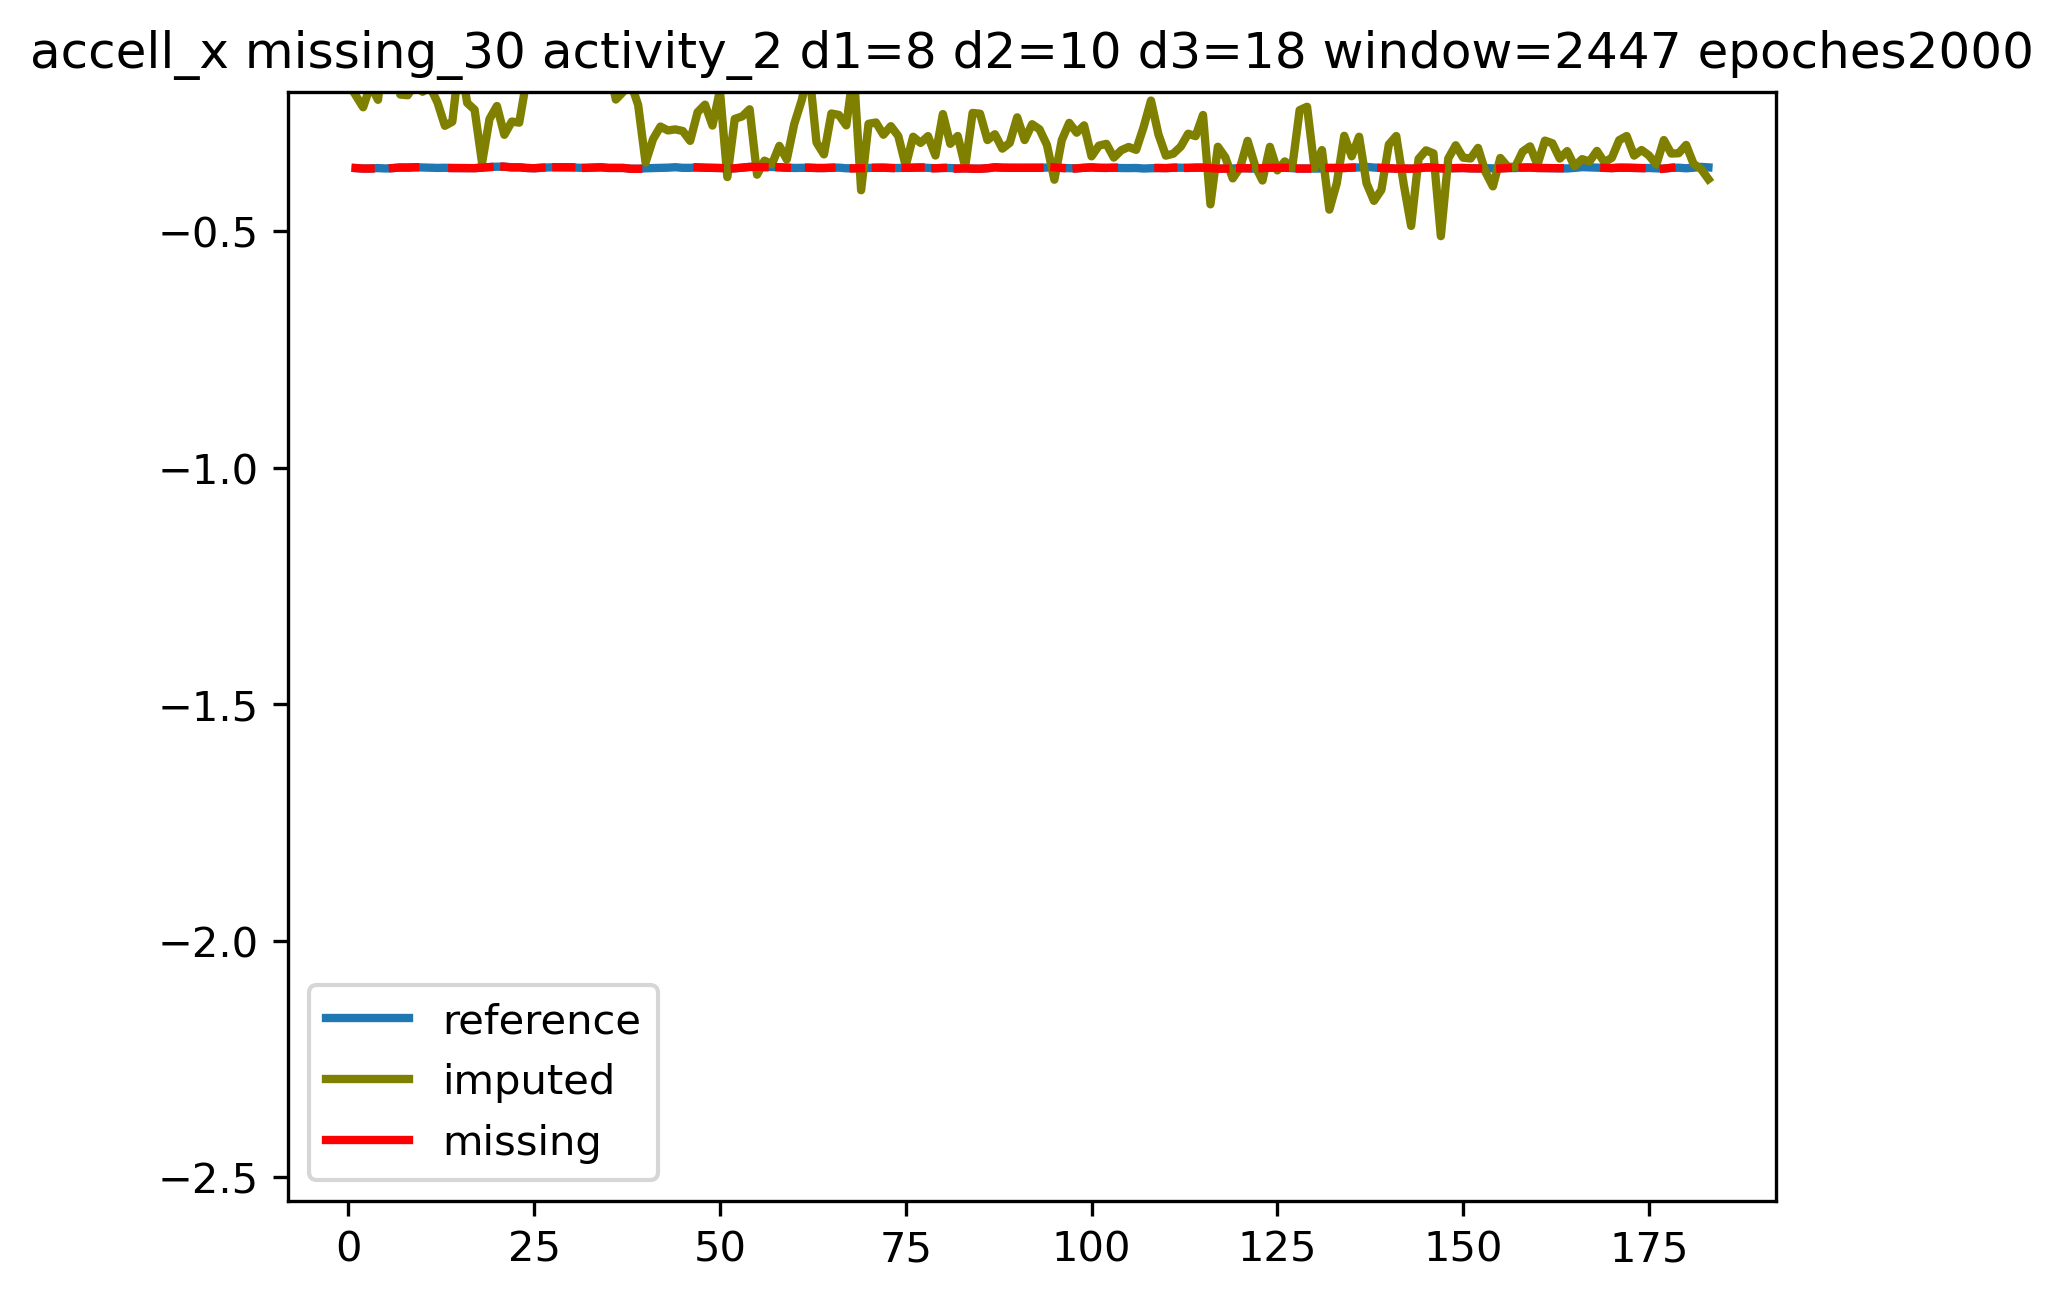 accell_x missing_30 activity_2 d1=8 d2=10 d3=18 window=2447 epoches2000
−0.5
−1.0
−1.5
−2.0
−2.5
reference
imputed
missing
0 25 50 75 100 125 150 175